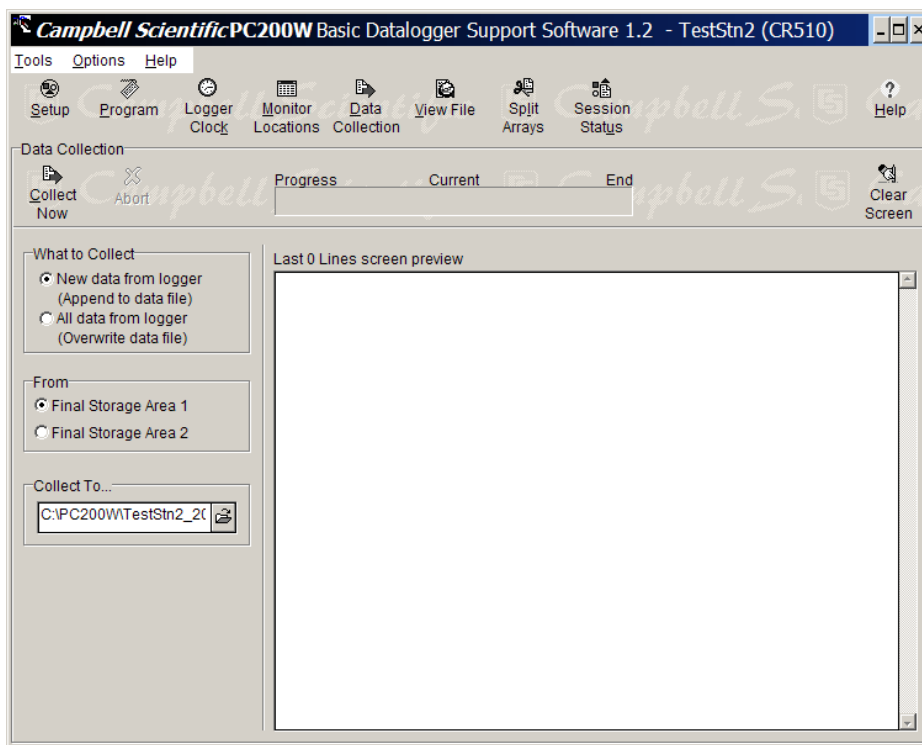 Campbell Scientific PC200W Basic Datalogger Support Software 1.2 - TestStn2 (CR510)
Tools Options Help
Setup Program Logger Clock Monitor Locations Data Collection View File Split Arrays Session Status Help
Data Collection
Collect Now Abort Progress Current End Clear Screen
What to Collect
New data from logger
(Append to data file)
All data from logger
(Overwrite data file)
From
Final Storage Area 1
Final Storage Area 2
Collect To...
C:\PC200W\TestStn2_20
Last 0 Lines screen preview